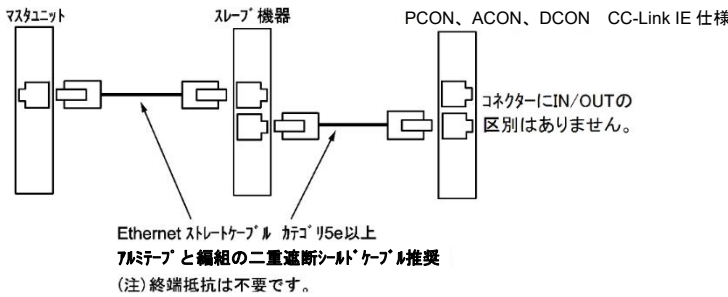 マスタユニット
スレーブ機器
PCON、ACON、DCON CC-Link IE 仕様
コネクターにIN/OUTの
区別はありません。
Ethernet ストレートケーブル カテゴリ5e以上
アルミテープと編組の二重遮断シールドケーブル推奨
(注)終端抵抗は不要です。